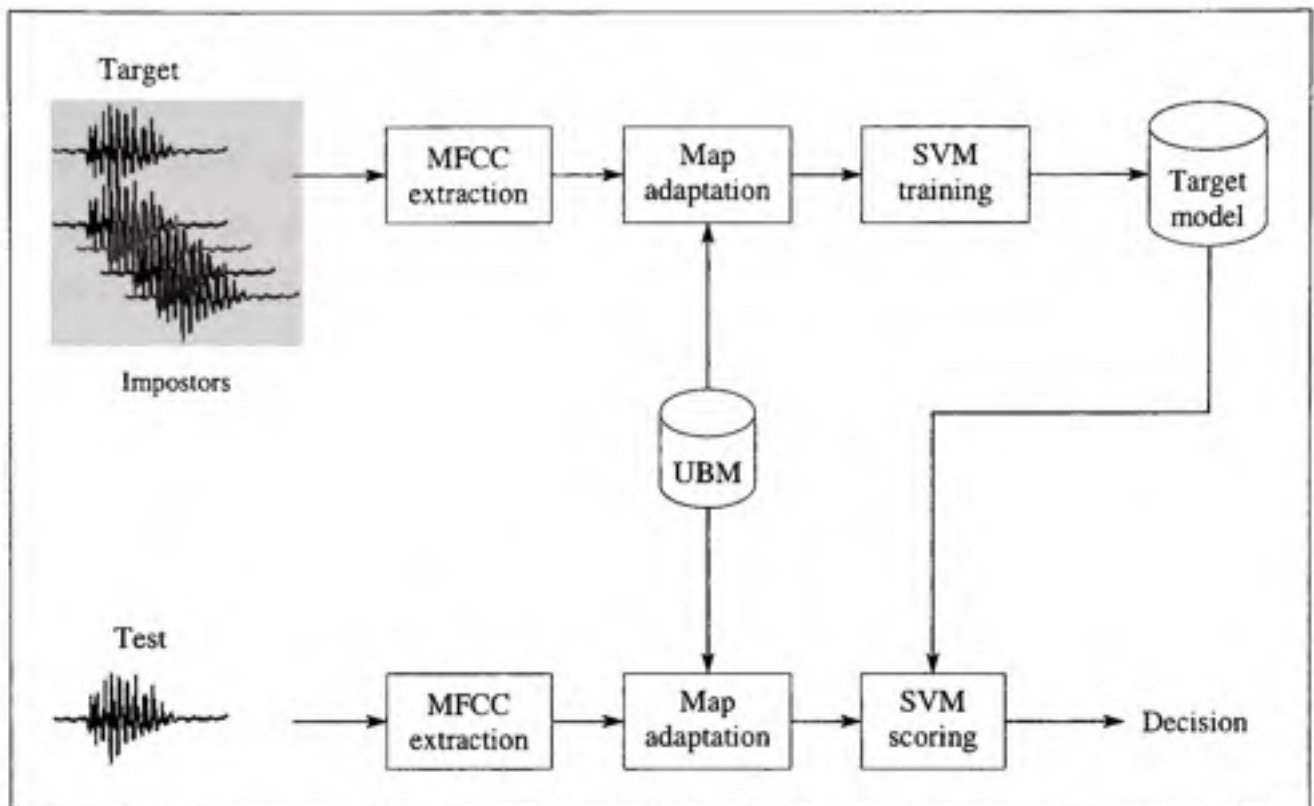 Target
MFCC
extraction
Map
adaptation
SVM
training
Target
model
Impostors
UBM
Test
MFCC
extraction
Map
adaptation
SVM
scoring
Decision